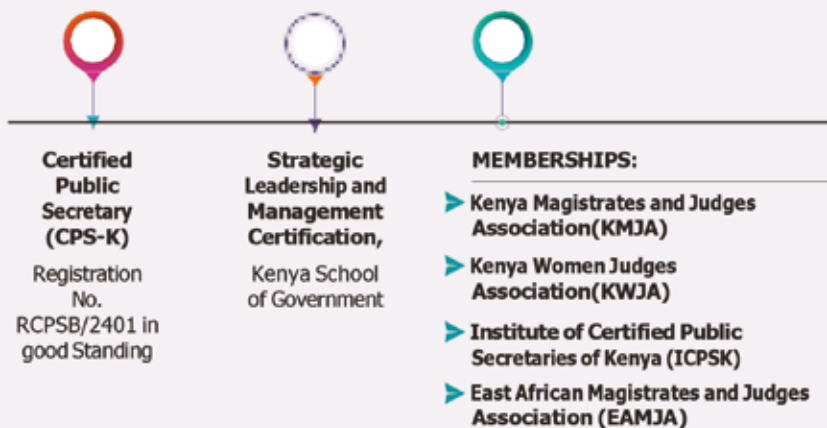 Certified
Public
Secretary
(CPS-K)
Registration
No.
RCPSB/2401 in
good Standing
Strategic
Leadership and
Management
Certification,
Kenya School
of Government
MEMBERSHIPS:
Kenya Magistrates and Judges
Association(KMJA)
Kenya Women Judges
Association(KWJA)
Institute of Certified Public
Secretaries of Kenya (ICPSK)
East African Magistrates and Judges
Association (EAMJA)